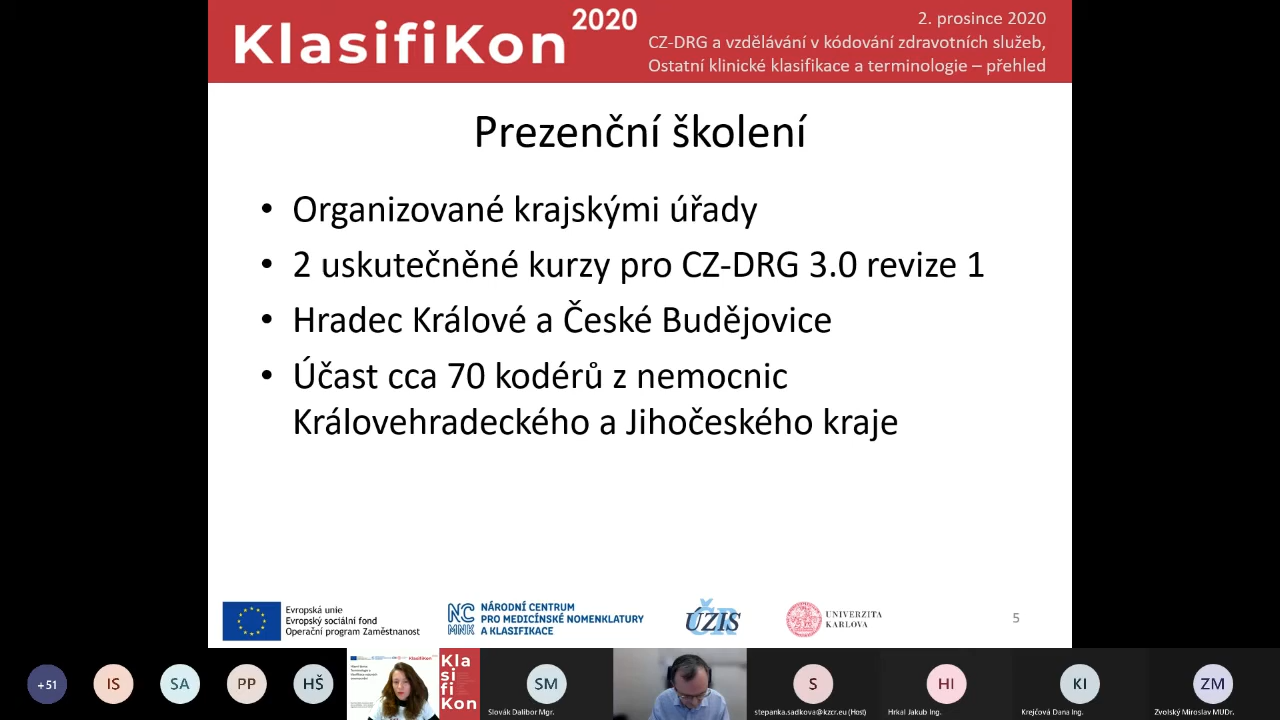 KlasifiKon 2020
2. prosince 2020
CZ-DRG a vzdělávání v kódování zdravotních služeb,
Ostatní klinické klasifikace a terminologie – přehled
Prezenční školení
• Organizované krajskými úřady
• 2 uskutečněné kurzy pro CZ-DRG 3.0 revize 1
• Hradec Králové a České Budějovice
• Účast cca 70 kodérů z nemocnic
Královehradeckého a Jihočeského kraje
Evropská unie
Evropský sociální fond
Operační program Zaměstnanost
NC
MNK
NÁRODNÍ CENTRUM
PRO MEDICÍNSKÉ NOMENKLATURY
A KLASIFIKACE
ÚZIS
ČR
UNIVERZITA
KARLOVA
5
+51
IS
SA
PP
HŠ
KlasifiKon
Kla
si
fi
Kon
SM
Slovák Dalibor Mgr.
S
stepanka.sadkova@kzcr.eu (Host)
HI
Hrkal Jakub Ing.
KI
Krejčová Dana Ing.
ZM
Zvolský Miroslav MUDr.